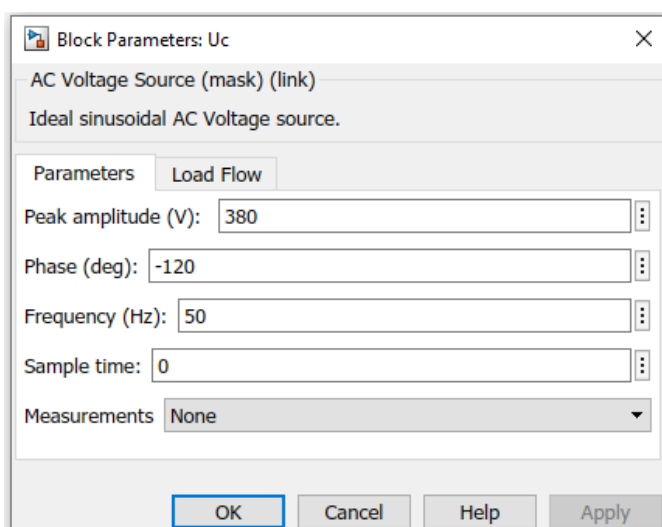 Block Parameters: Uc
AC Voltage Source (mask) (link)
Ideal sinusoidal AC Voltage source.
Parameters Load Flow
Peak amplitude (V): 380
Phase (deg): -120
Frequency (Hz): 50
Sample time: 0
Measurements None
OK Cancel Help Apply